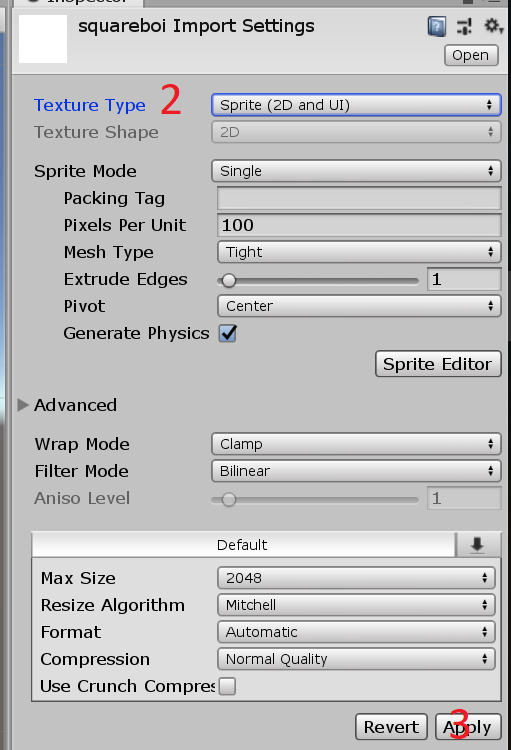 Inspector
squareboi Import Settings
Open
Texture Type 2 Sprite (2D and UI)
Texture Shape 2D
Sprite Mode Single
Packing Tag
Pixels Per Unit 100
Mesh Type Tight
Extrude Edges 1
Pivot Center
Generate Physics
Sprite Editor
Advanced
Wrap Mode Clamp
Filter Mode Bilinear
Aniso Level 1
Default
Max Size 2048
Resize Algorithm Mitchell
Format Automatic
Compression Normal Quality
Use Crunch Compres
Revert Apply 3